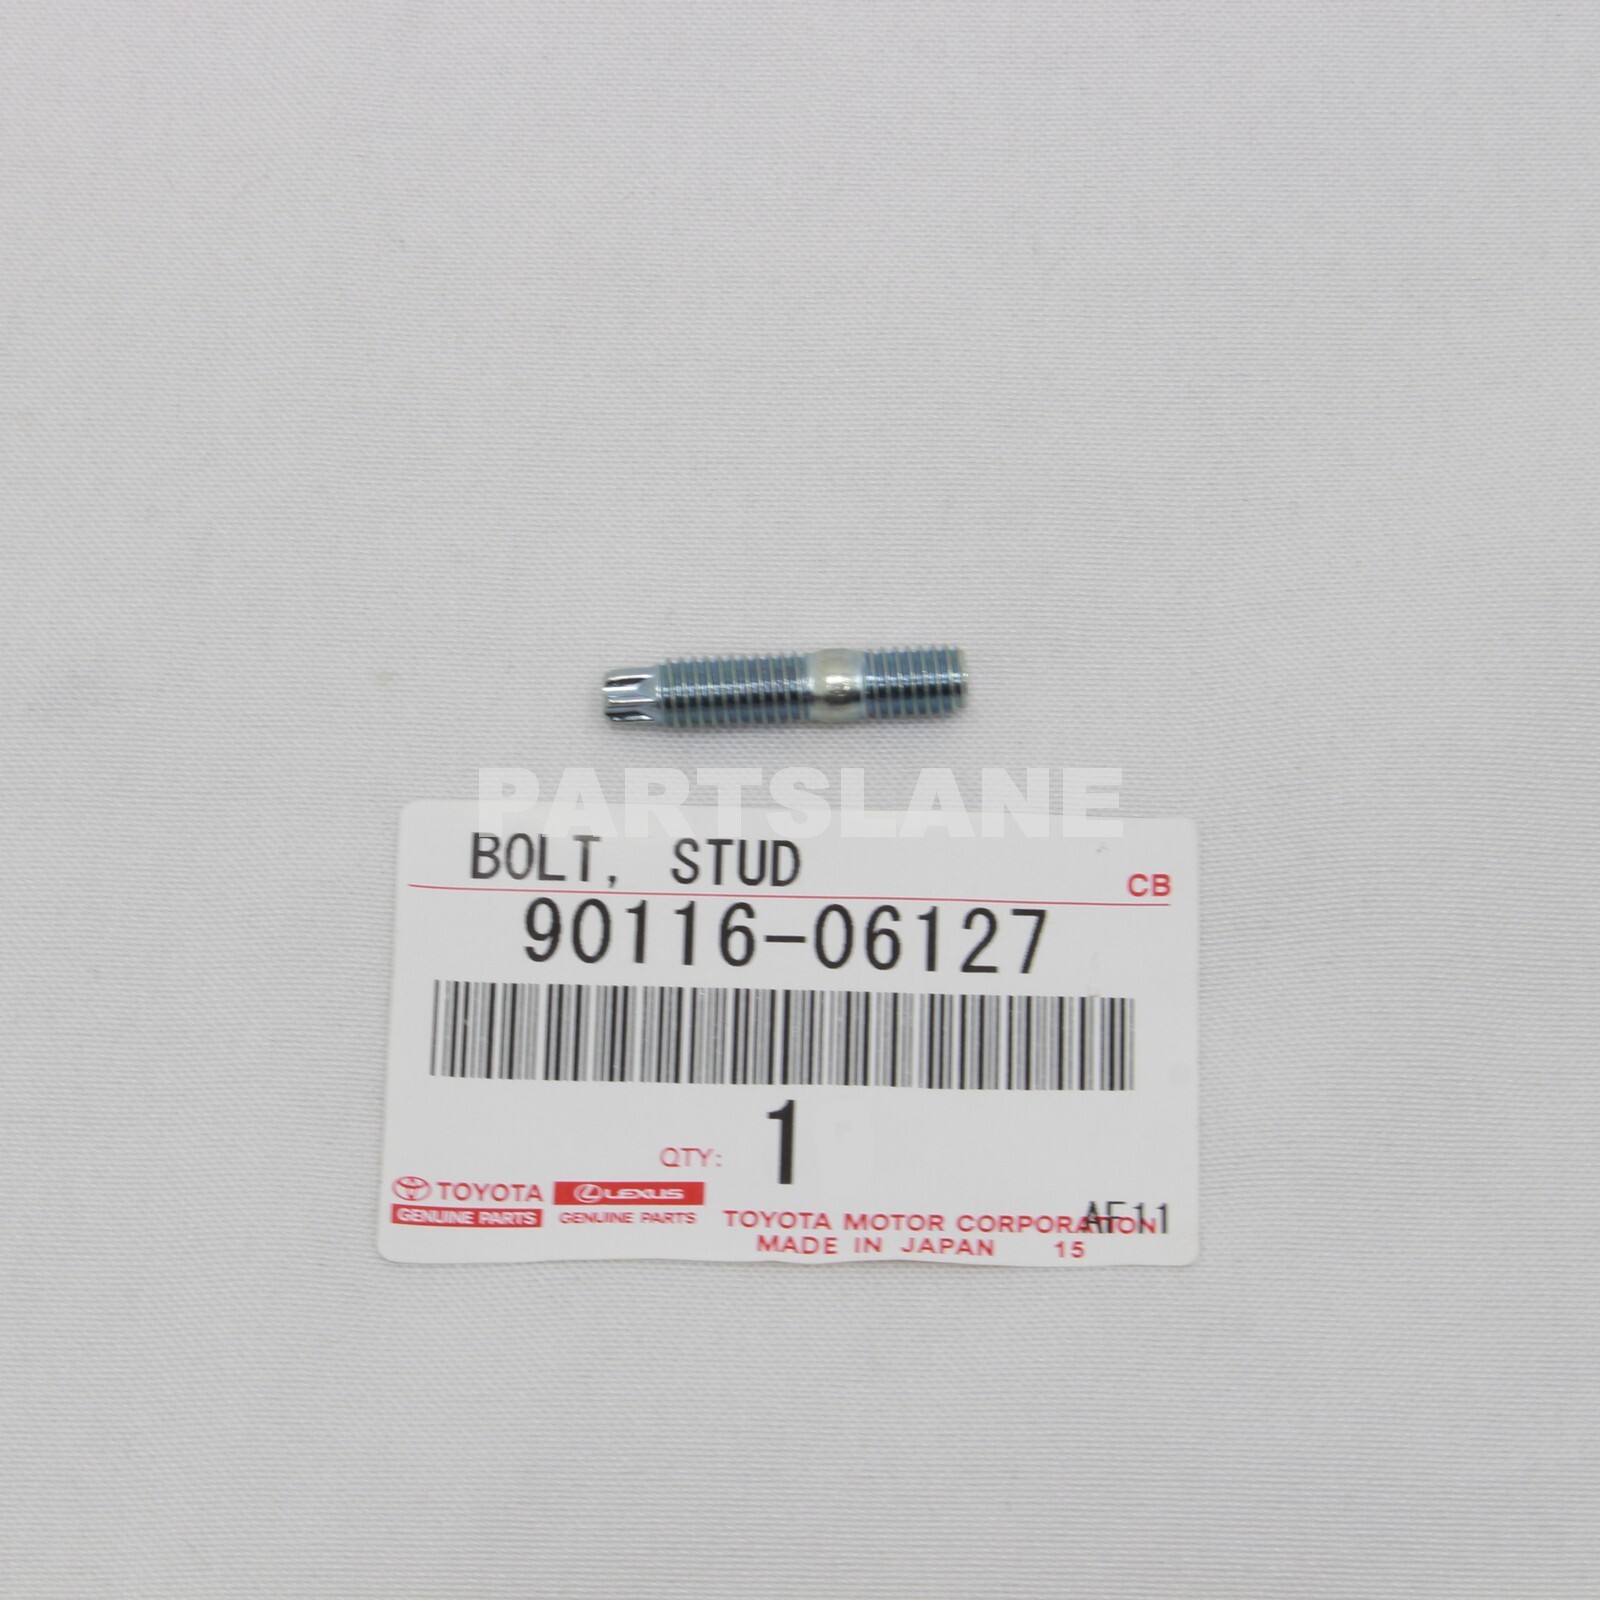 PARTSLANE
BOLT, STUD
CB
90116-06127
QTY: 1
TOYOTA LEXUS
GENUINE PARTS GENUINE PARTS
TOYOTA MOTOR CORPORATION AF11
MADE IN JAPAN 15